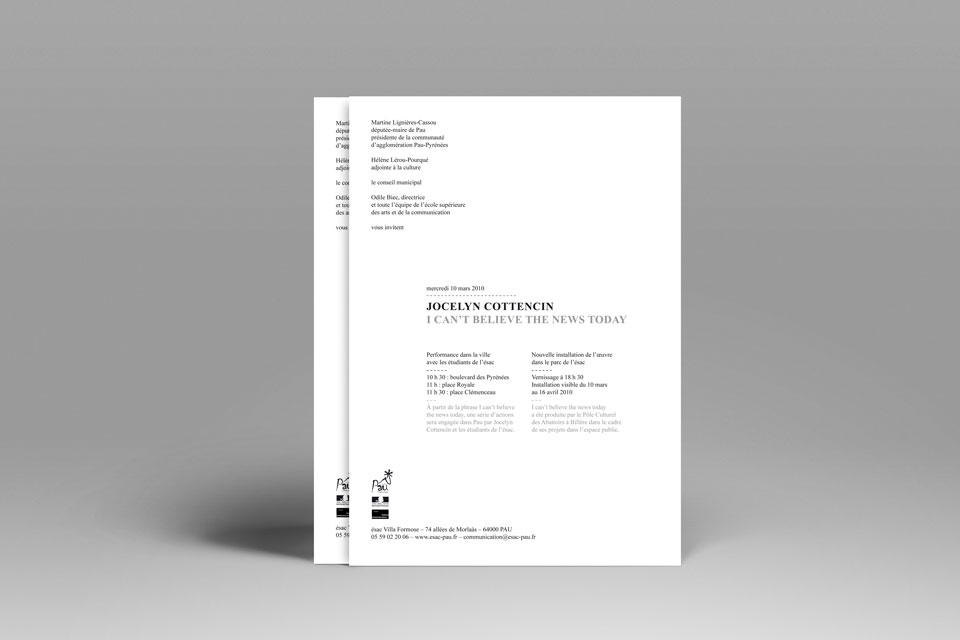 Martine Lignières-Cassou
députée-maire de Pau
présidente de la communauté
d'agglomération Pau-Pyrénées
Hélène Lérou-Pourqué
adjointe à la culture
le conseil municipal
Odile Biec, directrice
et toute l'équipe de l'école supérieure
des arts et de la communication
vous invitent
mercredi 10 mars 2010
JOCELYN COTTENCIN
I CAN'T BELIEVE THE NEWS TODAY
Performance dans la ville
avec les étudiants de l'ésac
10 h 30 : boulevard des Pyrénées
11 h : place Royale
11 h 30 : place Clémenceau
À partir de la phrase I can't believe
the news today, une série d'actions
sera engagée dans Pau par Jocelyn
Cottencin et les étudiants de l'ésac.
Nouvelle installation de l'œuvre
dans le parc de l'ésac
Vernissage à 18 h 30
Installation visible du 10 mars
au 16 avril 2010
I can't believe the news today
a été produite par le Pôle Culturel
des Abattoirs à Billère dans le cadre
de ses projets dans l'espace public.
Pau
ésac Villa Formose – 74 allées de Morlaàs – 64000 PAU
05 59 02 20 06 – www.esac-pau.fr – communication@esac-pau.fr